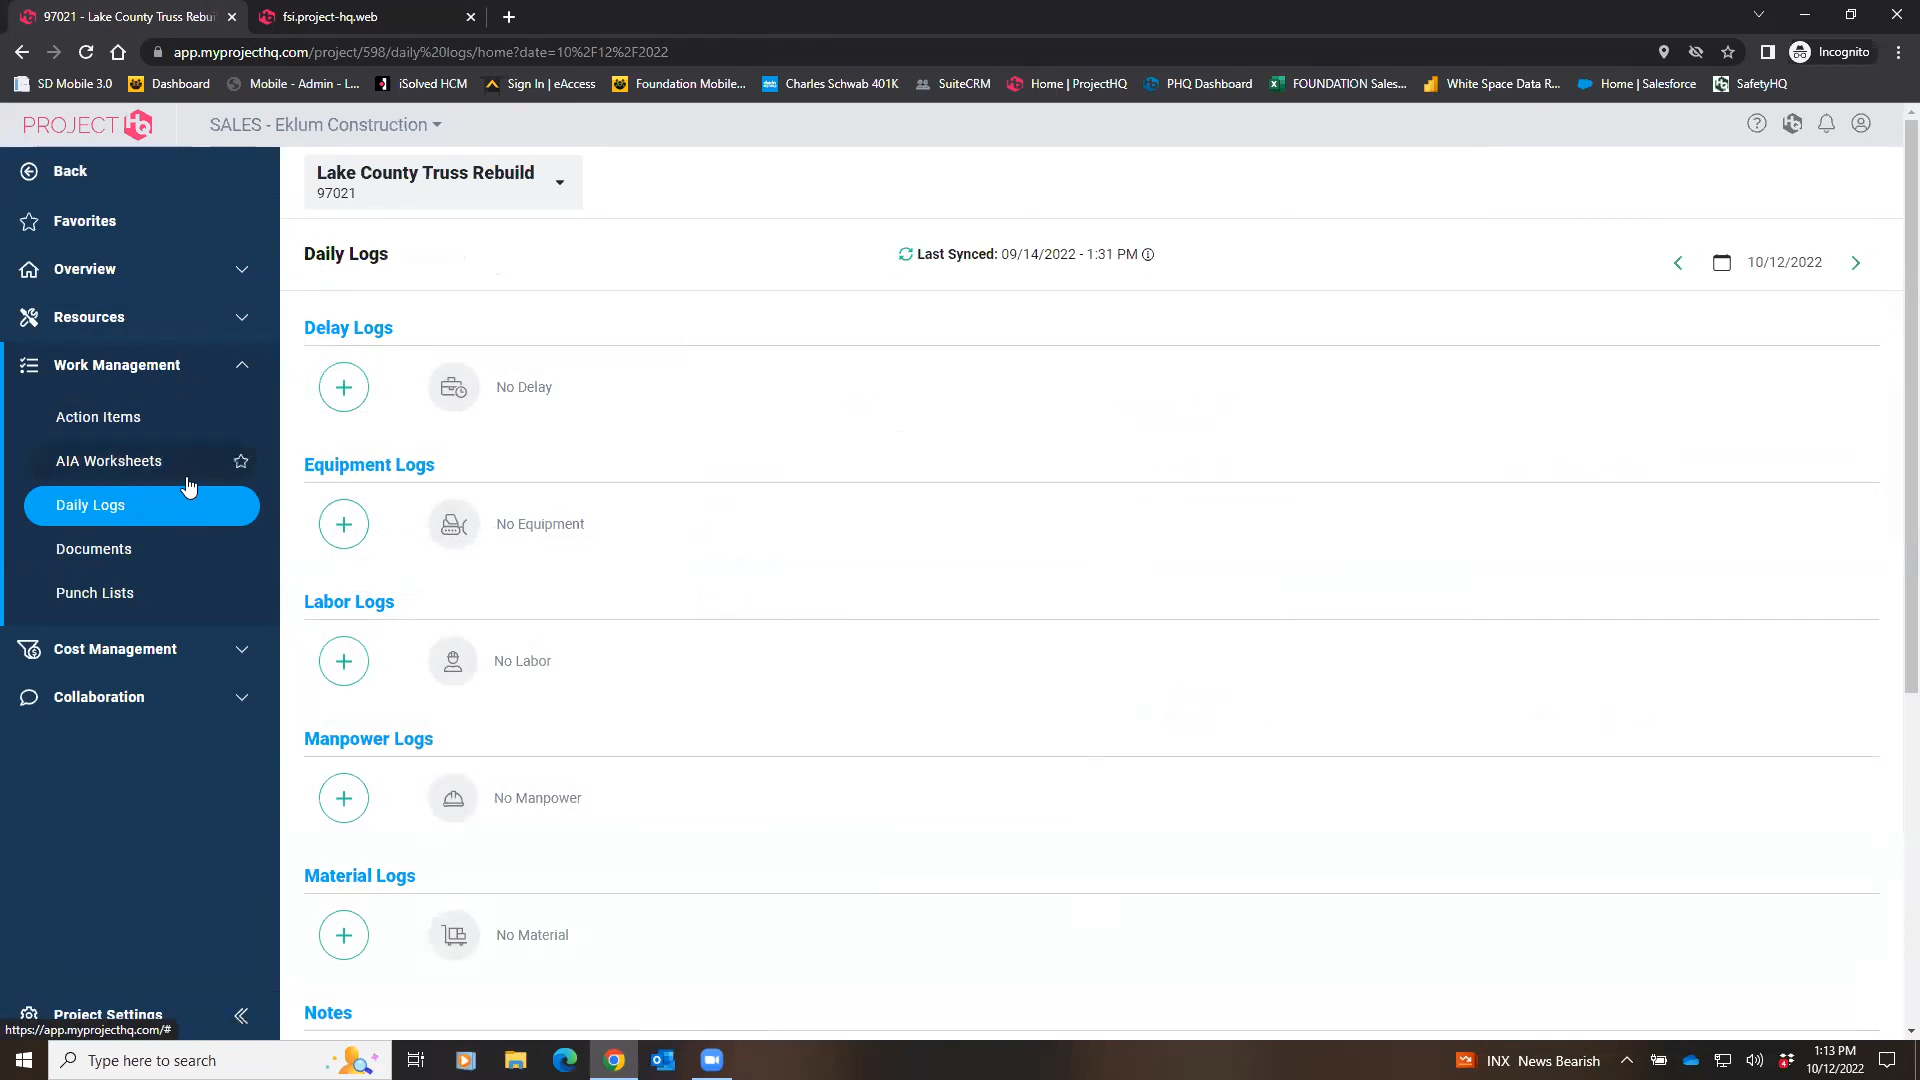 97021 - Lake County Truss Rebui
fsi.project-hq.web
app.myprojecthq.com/project/598/daily%20logs/home?date=10%2F12%2F2022
Incognito
SD Mobile 3.0
Dashboard
Mobile - Admin - L...
iSolved HCM
Sign In | eAccess
Foundation Mobile...
Charles Schwab 401K
SuiteCRM
Home | ProjectHQ
PHQ Dashboard
FOUNDATION Sales...
White Space Data R...
Home | Salesforce
SafetyHQ
PROJECT HQ
SALES - Eklum Construction
Back
Favorites
Overview
Resources
Work Management
Action Items
AIA Worksheets
Daily Logs
Documents
Punch Lists
Cost Management
Collaboration
Project Settings
https://app.myprojecthq.com/#
Lake County Truss Rebuild
97021
Daily Logs
Last Synced: 09/14/2022 - 1:31 PM
10/12/2022
Delay Logs
No Delay
Equipment Logs
No Equipment
Labor Logs
No Labor
Manpower Logs
No Manpower
Material Logs
No Material
Notes
Type here to search
INX News Bearish
1:13 PM
10/12/2022